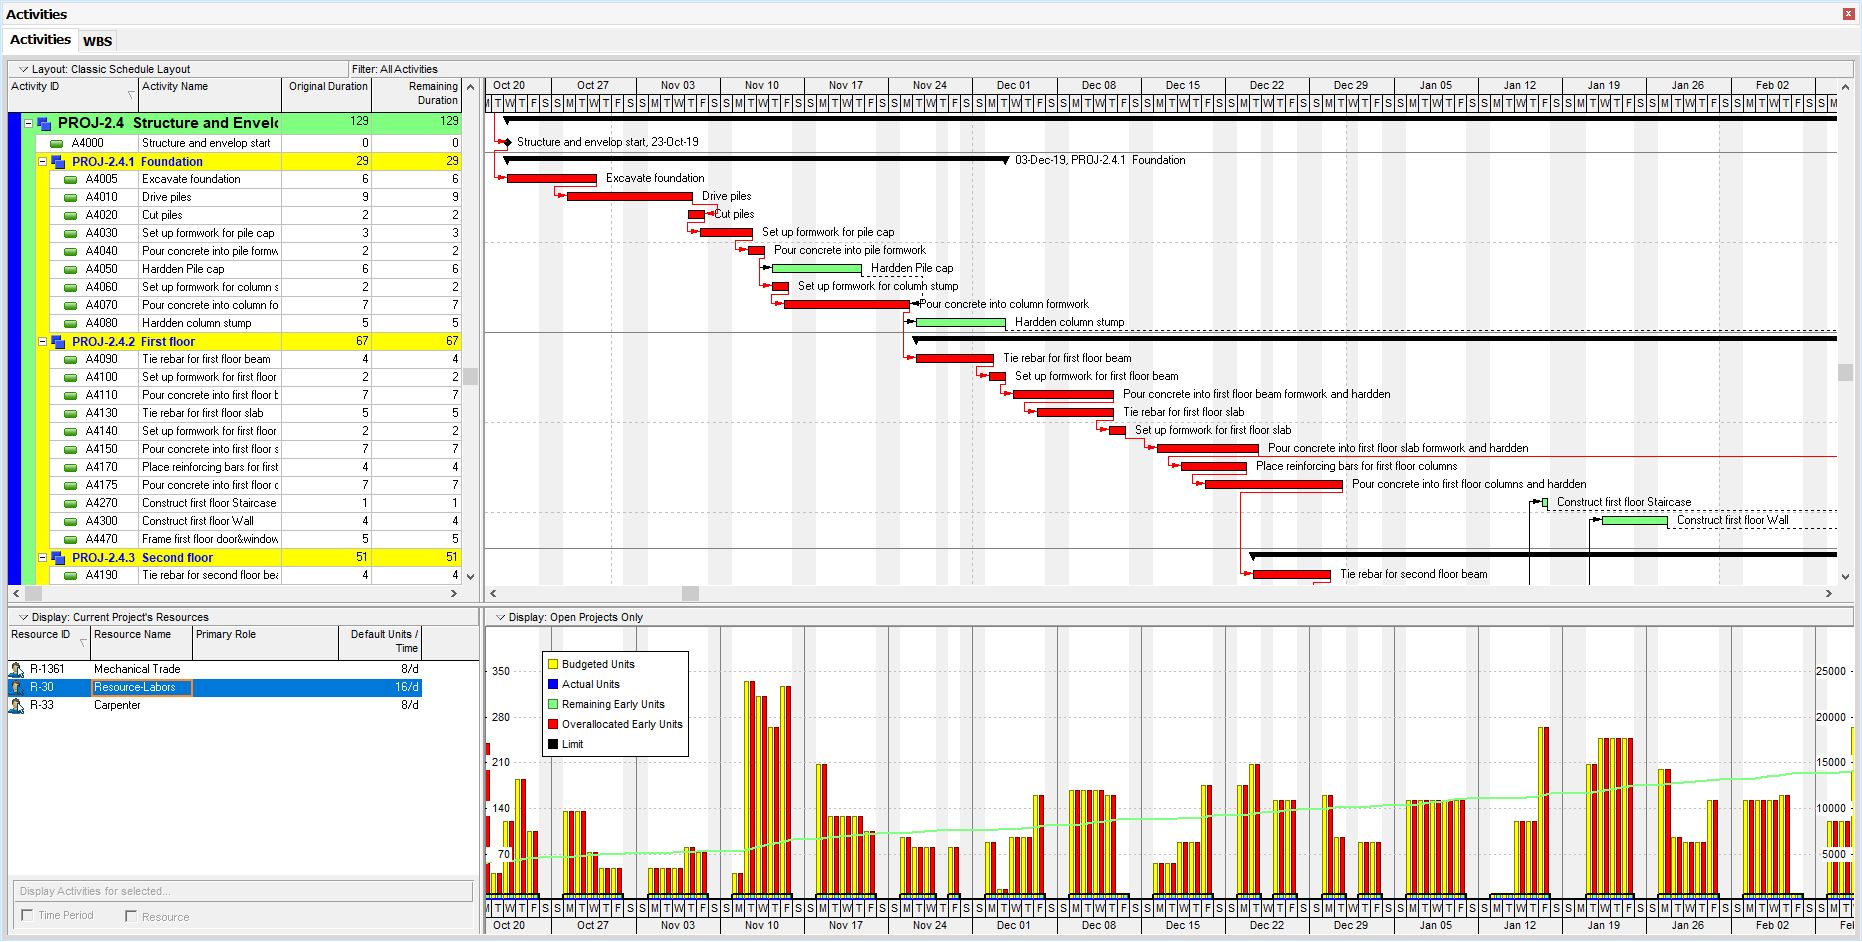 Activities
Activities WBS
Layout: Classic Schedule Layout Filter: All Activities
Activity ID Activity Name Original Duration Remaining Duration
PROJ-2.4 Structure and Envelo 129 129
A4000 Structure and envelop start 0 0
PROJ-2.4.1 Foundation 29 29
A4005 Excavate foundation 6 6
A4010 Drive piles 9 9
A4020 Cut piles 2 2
A4030 Set up formwork for pile cap 3 3
A4040 Pour concrete into pile formw 2 2
A4050 Hardden Pile cap 6 6
A4060 Set up formwork for column s 2 2
A4070 Pour concrete into column fo 7 7
A4080 Hardden column stump 5 5
PROJ-2.4.2 First floor 67 67
A4090 Tie rebar for first floor beam 4 4
A4100 Set up formwork for first floor 2 2
A4110 Pour concrete into first floor b 7 7
A4130 Tie rebar for first floor slab 5 5
A4140 Set up formwork for first floor 2 2
A4150 Pour concrete into first floor s 7 7
A4170 Place reinforcing bars for first 4 4
A4175 Pour concrete into first floor c 7 7
A4270 Construct first floor Staircase 1 1
A4300 Construct first floor Wall 4 4
A4470 Frame first floor door&window 5 5
PROJ-2.4.3 Second floor 51 51
A4190 Tie rebar for second floor bea 4 4
Oct 20 Oct 27 Nov 03 Nov 10 Nov 17 Nov 24 Dec 01 Dec 08 Dec 15 Dec 22 Dec 29 Jan 05 Jan 12 Jan 19 Jan 26 Feb 02
M T W T F S S M T W T F S S M T W T F S S M T W T F S S M T W T F S S M T W T F S S M T W T F S S M T W T F S S M T W T F S S M T W T F S S M T W T F S S M T W T F S S M T W T F S S M T W T F S S M T W T F S S M T W T F S S M
Structure and envelop start, 23-Oct-19
03-Dec-19, PROJ-2.4.1 Foundation
Excavate foundation
Drive piles
Cut piles
Set up formwork for pile cap
Pour concrete into pile formwork
Hardden Pile cap
Set up formwork for column stump
Pour concrete into column formwork
Hardden column stump
Tie rebar for first floor beam
Set up formwork for first floor beam
Pour concrete into first floor beam formwork and hardden
Tie rebar for first floor slab
Set up formwork for first floor slab
Pour concrete into first floor slab formwork and hardden
Place reinforcing bars for first floor columns
Pour concrete into first floor columns and hardden
Construct first floor Staircase
Construct first floor Wall
Tie rebar for second floor beam
Display: Current Project's Resources
Resource ID Resource Name Primary Role Default Units / Time
R-1361 Mechanical Trade 8/d
R-30 Resource-Labors 16/d
R-33 Carpenter 8/d
Display Activities for selected...
Time Period Resource
Display: Open Projects Only
Budgeted Units
Actual Units
Remaining Early Units
Overallocated Early Units
Limit
350 25000
280 20000
210 15000
140 10000
70 5000
M T W T F S S M T W T F S S M T W T F S S M T W T F S S M T W T F S S M T W T F S S M T W T F S S M T W T F S S M T W T F S S M T W T F S S M T W T F S S M T W T F S S M T W T F S S M T W T F S S M T W T F S S M T W T F S S M T
Oct 20 Oct 27 Nov 03 Nov 10 Nov 17 Nov 24 Dec 01 Dec 08 Dec 15 Dec 22 Dec 29 Jan 05 Jan 12 Jan 19 Jan 26 Feb 02 Fe